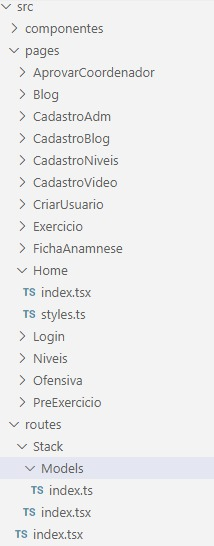 src
componentes
pages
AprovarCoordenador
Blog
CadastroAdm
CadastroBlog
CadastroNiveis
CadastroVideo
CriarUsuario
Exercicio
FichaAnamnese
Home
TS index.tsx
TS styles.ts
Login
Niveis
Ofensiva
PreExercicio
routes
Stack
Models
TS index.ts
TS index.tsx
TS index.tsx